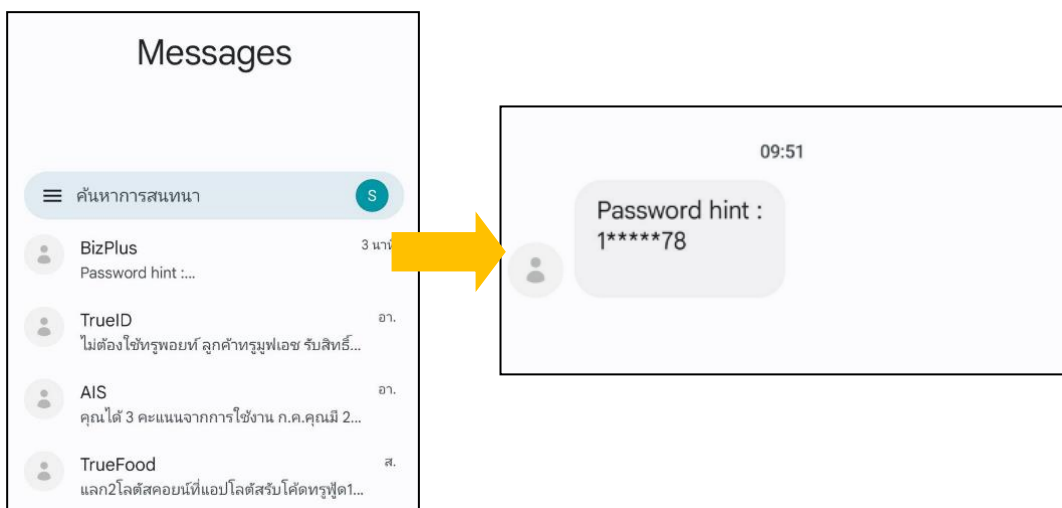 Messages
ค้นหาการสนทนา
S
BizPlus
3 นาที
Password hint :...
TrueID
อา.
ไม่ต้องใช้ทรูพอยท์ ลูกค้าทรูมูฟเอช รับสิทธิ์...
AIS
อา.
คุณได้ 3 คะแนนจากการใช้งาน ก.ค.คุณมี 2...
TrueFood
ส.
แลก2โลตัสคอยน์ที่แอปโลตัสรับโค้ดทรูฟู้ด1...
09:51
Password hint :
1*****78